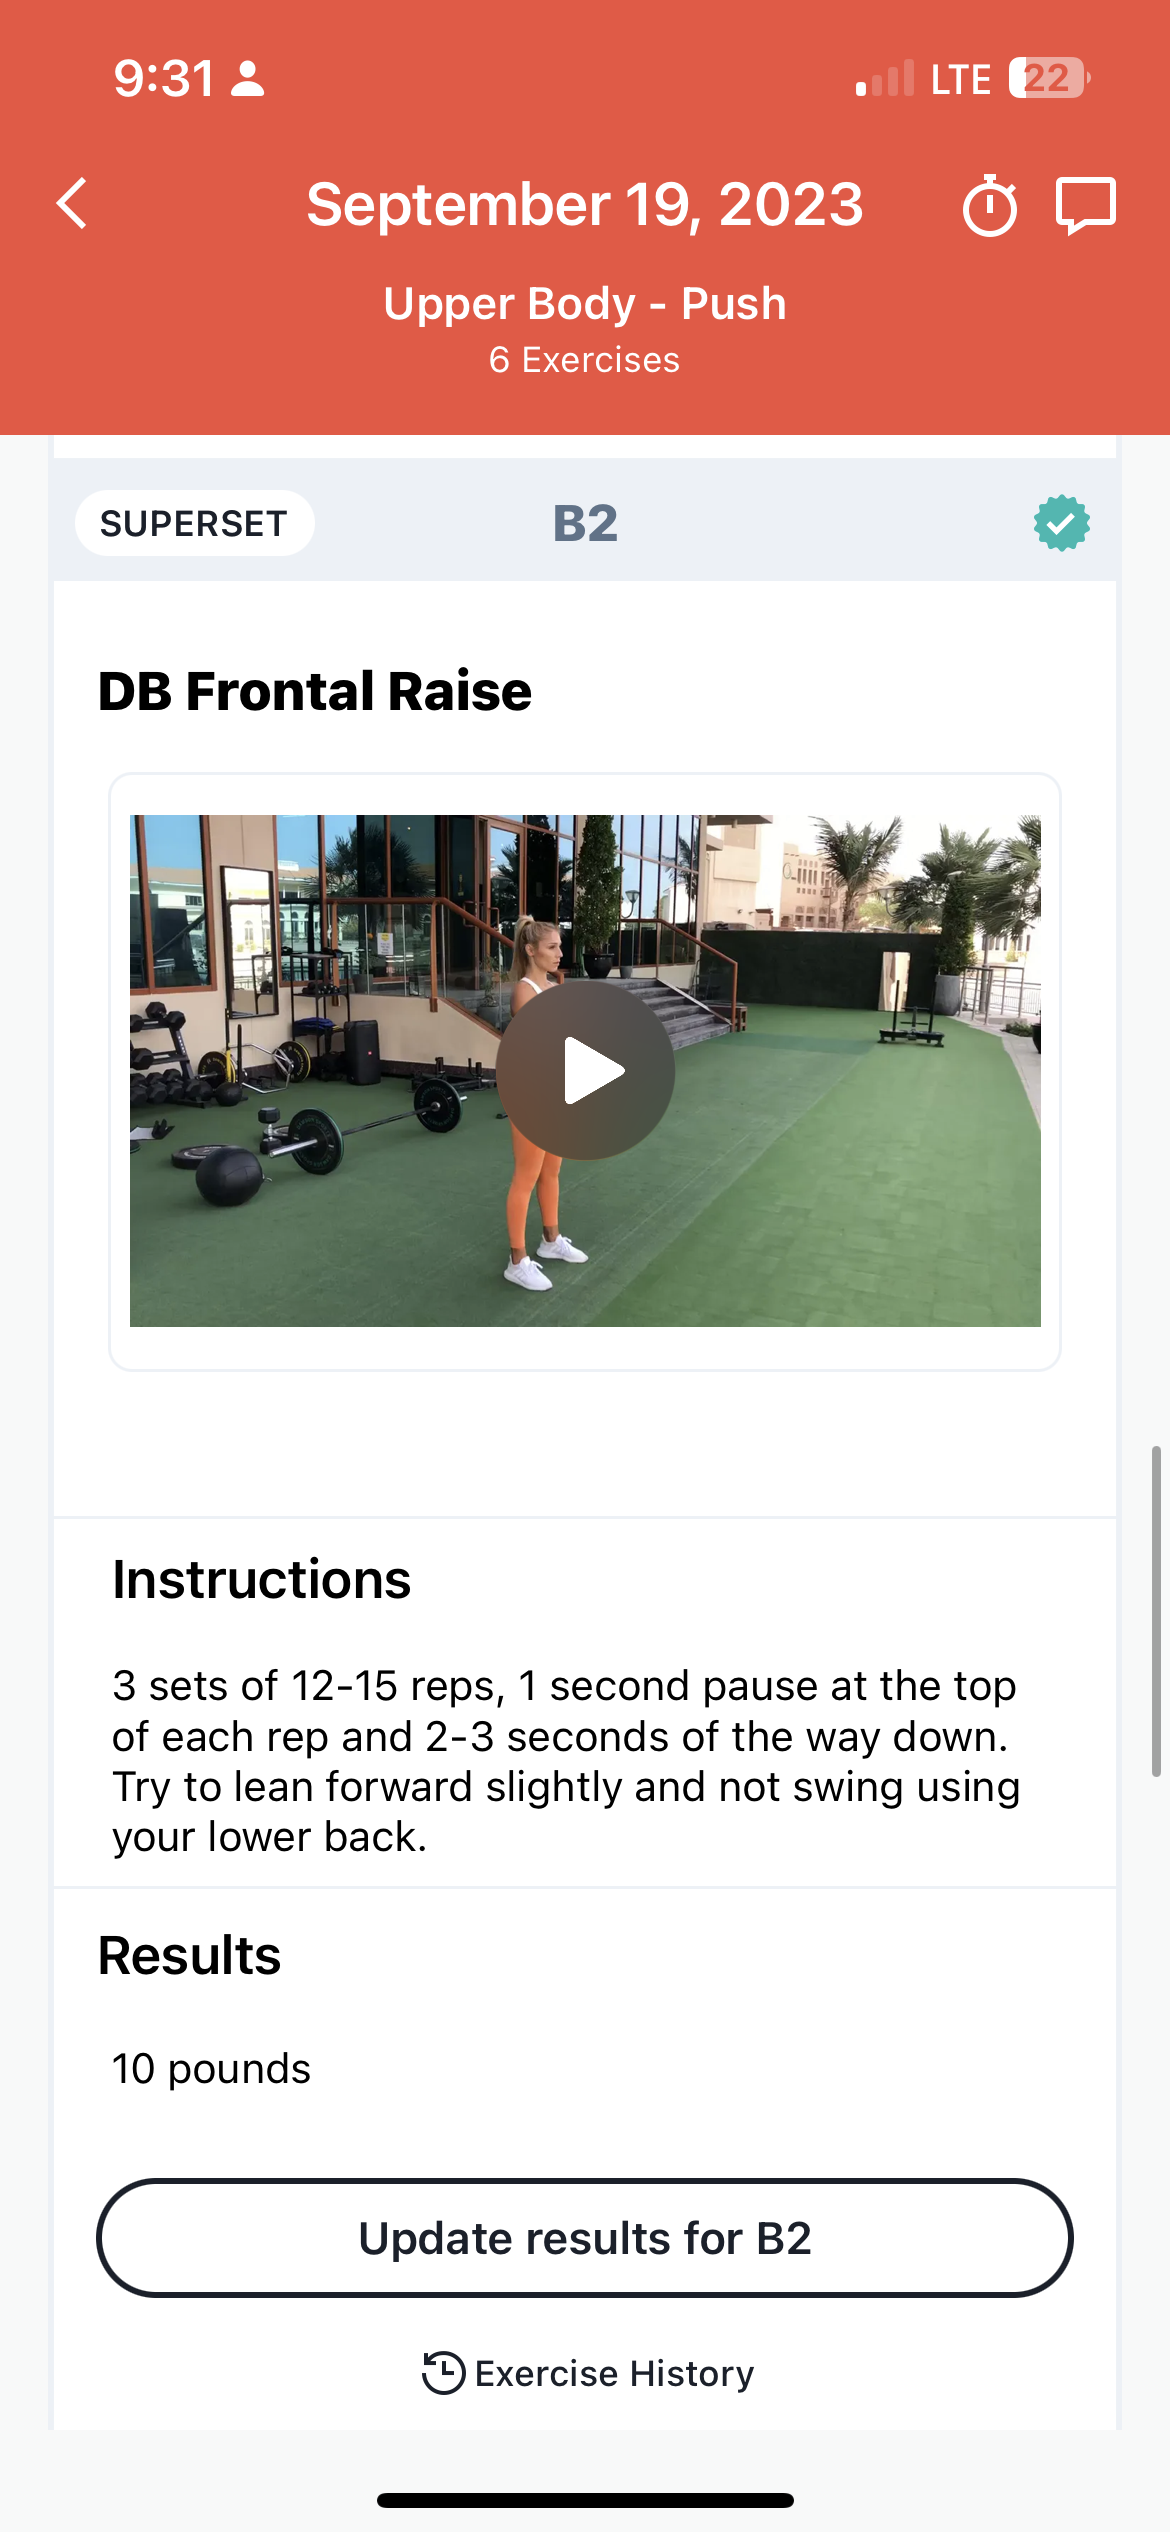 9:31
LTE 22
September 19, 2023
Upper Body - Push
6 Exercises
SUPERSET
B2
DB Frontal Raise
Instructions
3 sets of 12-15 reps, 1 second pause at the top
of each rep and 2-3 seconds of the way down.
Try to lean forward slightly and not swing using
your lower back.
Results
10 pounds
Update results for B2
Exercise History